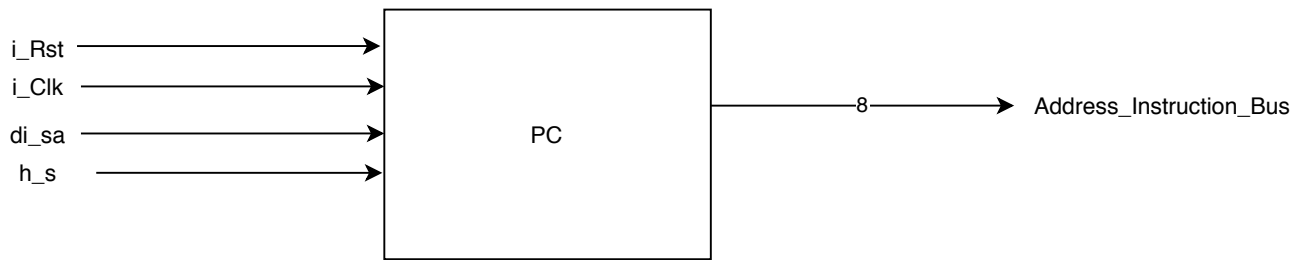 i_Rst
i_Clk
di_sa
h_s
PC
8
Address_Instruction_Bus